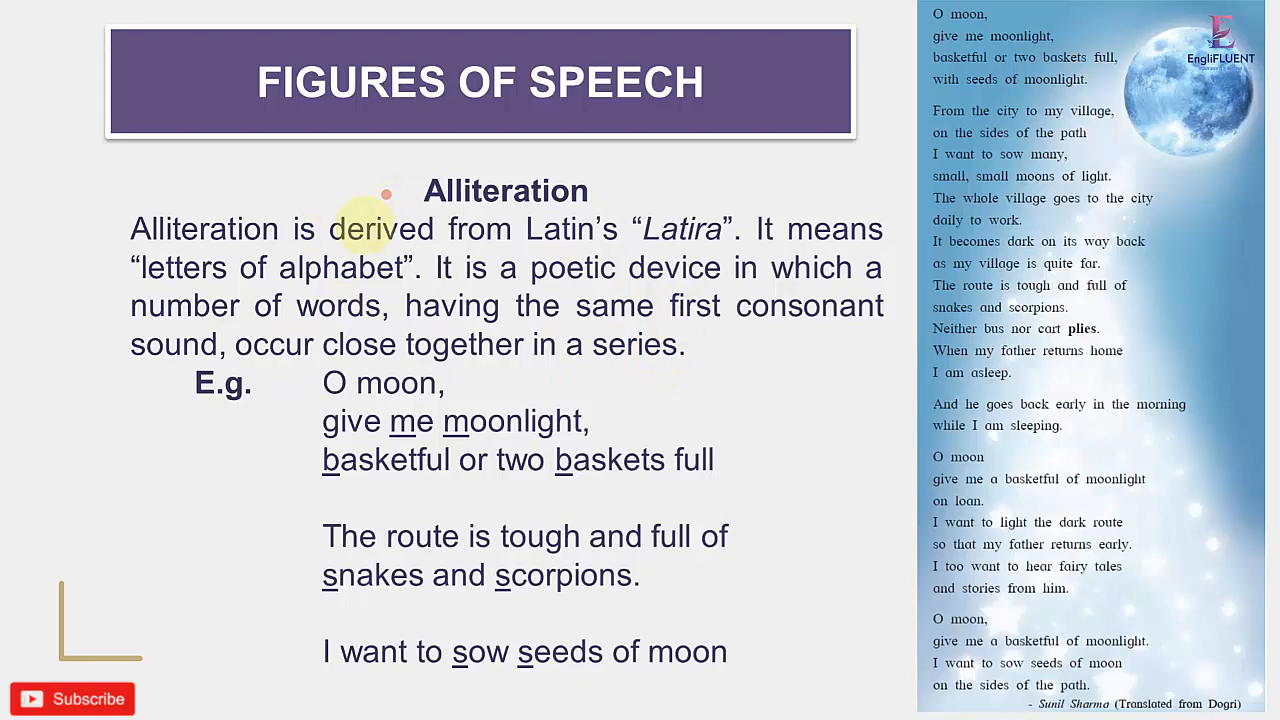 FIGURES OF SPEECH
Alliteration
Alliteration is derived from Latin's “Latira”. It means
“letters of alphabet”. It is a poetic device in which a
number of words, having the same first consonant
sound, occur close together in a series.
E.g. O moon,
give me moonlight,
basketful or two baskets full
The route is tough and full of
snakes and scorpions.
I want to sow seeds of moon
Subscribe
O moon,
give me moonlight,
basketful or two baskets full,
with seeds of moonlight.
From the city to my village,
on the sides of the path
I want to sow many,
small, small moons of light.
The whole village goes to the city
daily to work.
It becomes dark on its way back
as my village is quite far.
The route is tough and full of
snakes and scorpions.
Neither bus nor cart plies.
When my father returns home
I am asleep.
And he goes back early in the morning
while I am sleeping.
O moon
give me a basketful of moonlight
on loan.
I want to light the dark route
so that my father returns early.
I too want to hear fairy tales
and stories from him.
O moon,
give me a basketful of moonlight.
I want to sow seeds of moon
on the sides of the path.
- Sunil Sharma (Translated from Dogri)
E
EngliFLUENT